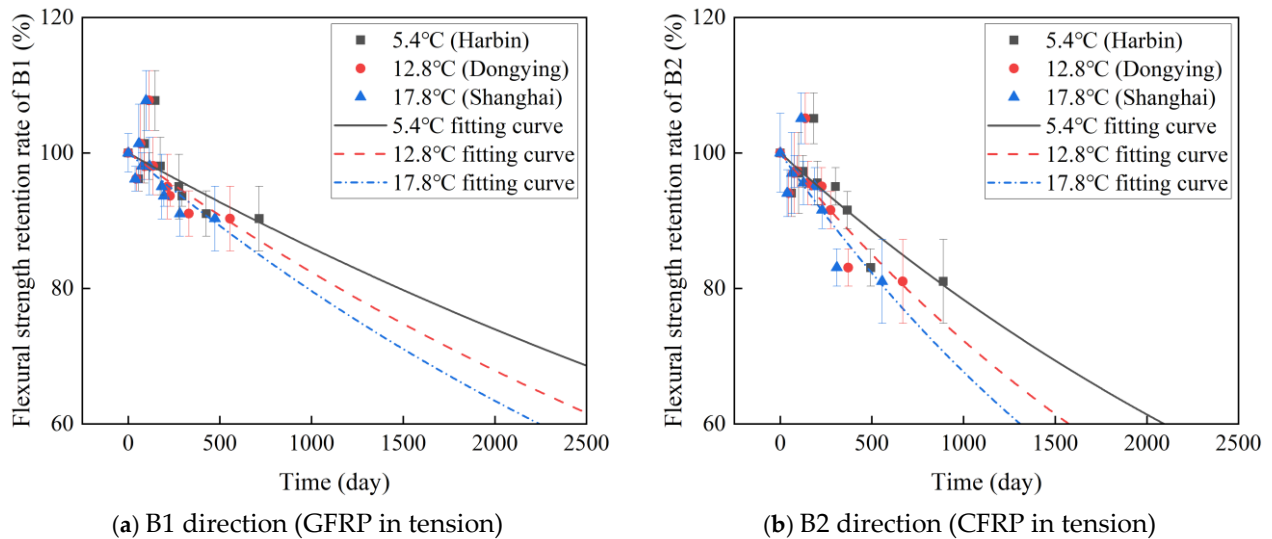 Flexural strength retention rate of B1 (%)
120
100
80
60
5.4℃ (Harbin)
12.8℃ (Dongying)
17.8℃ (Shanghai)
5.4℃ fitting curve
12.8℃ fitting curve
17.8℃ fitting curve
0 500 1000 1500 2000 2500
Time (day)
(a) B1 direction (GFRP in tension)
Flexural strength retention rate of B2 (%)
120
100
80
60
5.4℃ (Harbin)
12.8℃ (Dongying)
17.8℃ (Shanghai)
5.4℃ fitting curve
12.8℃ fitting curve
17.8℃ fitting curve
0 500 1000 1500 2000 2500
Time (day)
(b) B2 direction (CFRP in tension)